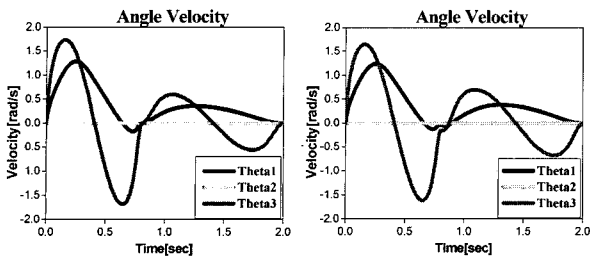 Angle Velocity
2.0
1.5
1.0
0.5
0.0
-0.5
-1.0
-1.5
-2.0
Velocity[rad/s]
Theta1
Theta2
Theta3
0.0 0.5 1.0 1.5 2.0
Time[sec]
Angle Velocity
2.0
1.5
1.0
0.5
0.0
-0.5
-1.0
-1.5
-2.0
Velocity[rad/s]
Theta1
Theta2
Theta3
0.0 0.5 1.0 1.5 2.0
Time[sec]